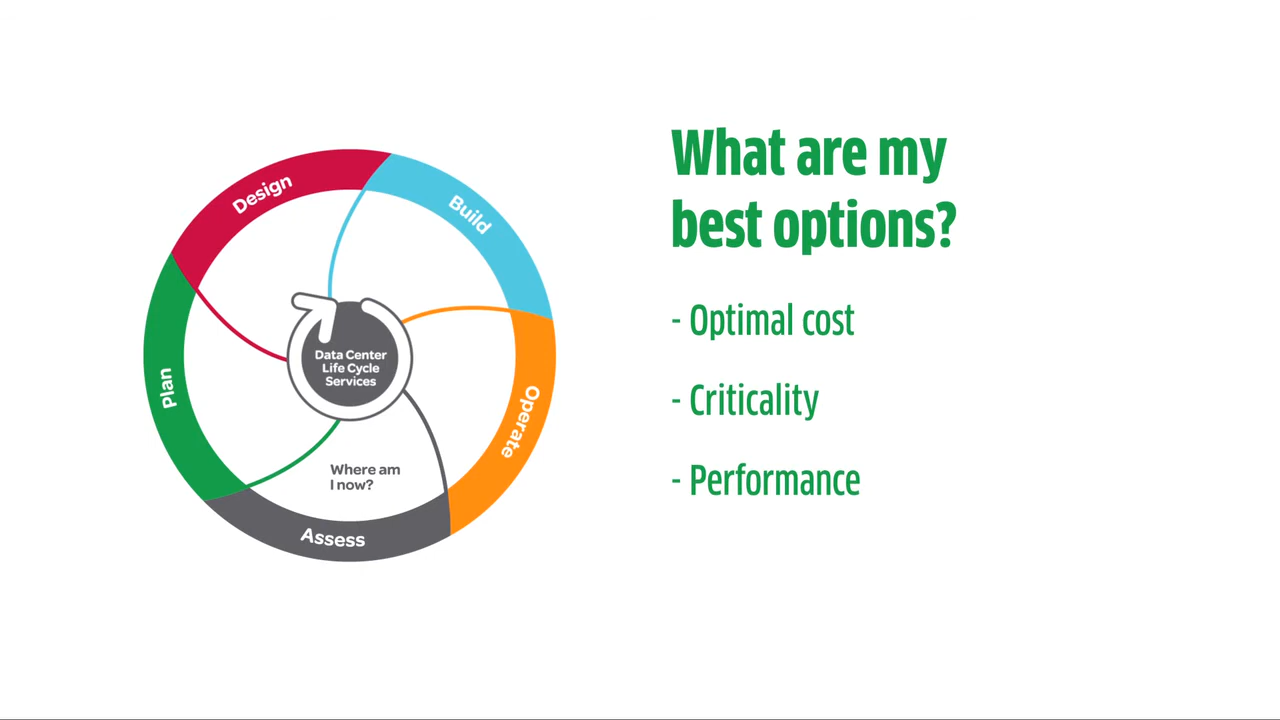 What are my
best options?
- Optimal cost
- Criticality
- Performance
Design
Build
Plan
Operate
Assess
Data Center
Life Cycle
Services
Where am
I now?